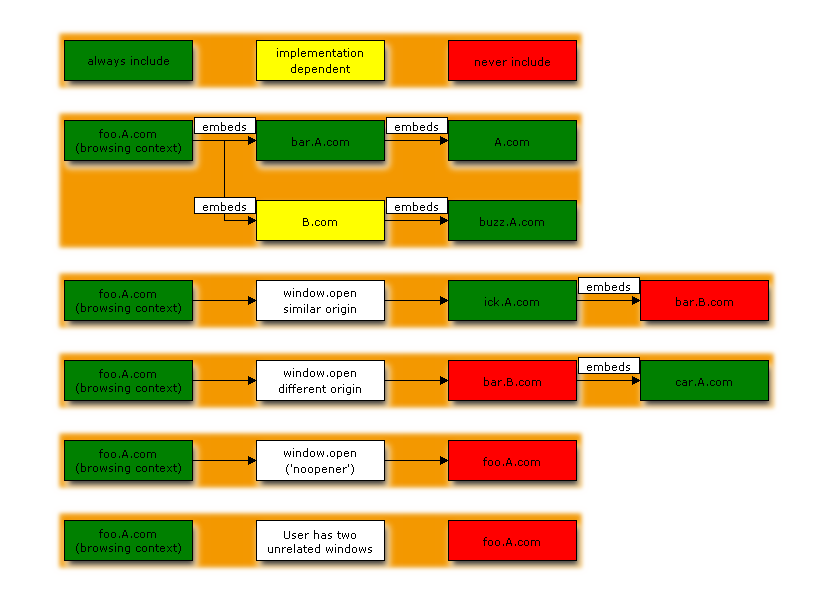 always include
implementation
dependent
never include
foo.A.com
(browsing context)
embeds
bar.A.com
embeds
A.com
embeds
B.com
embeds
buzz.A.com
foo.A.com
(browsing context)
window.open
similar origin
ick.A.com
embeds
bar.B.com
foo.A.com
(browsing context)
window.open
different origin
bar.B.com
embeds
car.A.com
foo.A.com
(browsing context)
window.open
('noopener')
foo.A.com
foo.A.com
(browsing context)
User has two
unrelated windows
foo.A.com